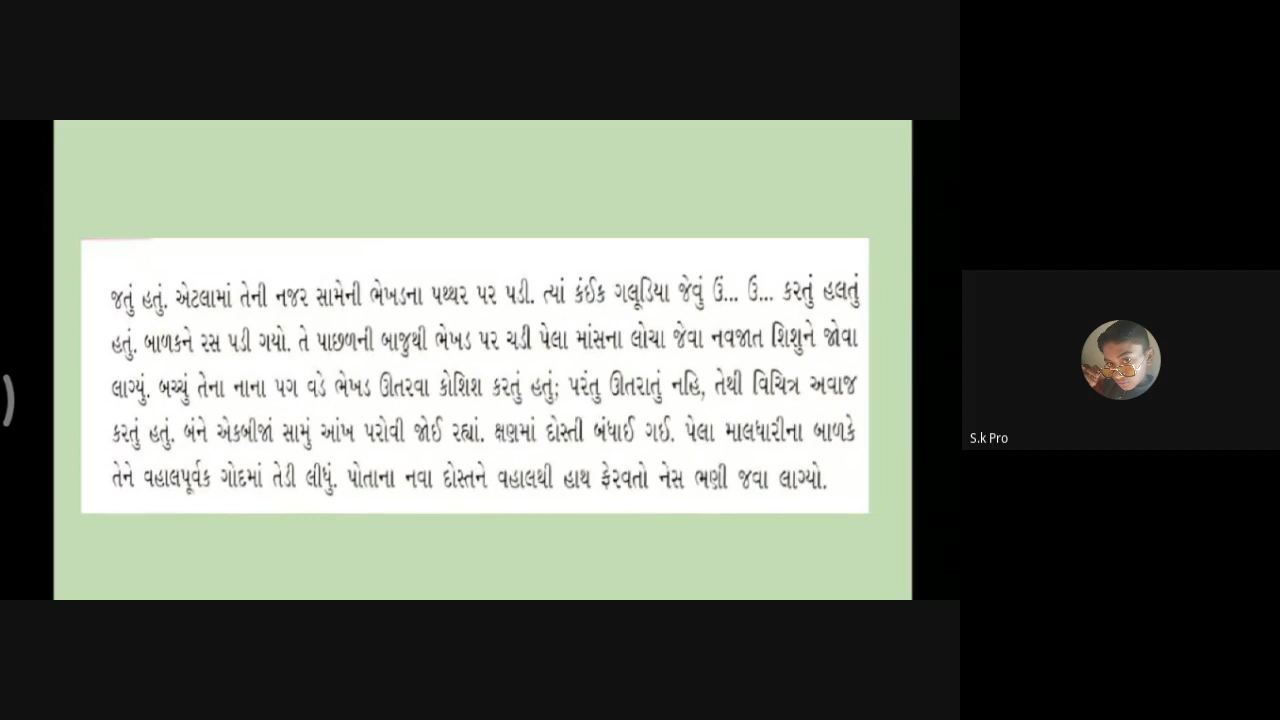 જતું હતું. એટલામાં તેની નજર સામેની ભેખડના પથ્થર પર પડી. ત્યાં કંઈક ગલૂડિયા જેવું ઉં... ઉં... કરતું હલતું
હતું. બાળકને રસ પડી ગયો. તે પાછળની બાજુથી ભેખડ પર ચડી પેલા માંસના લોચા જેવા નવજાત શિશુને જોવા
લાગ્યું. બચ્ચું તેના નાના પગ વડે ભેખડ ઊતરવા કોશિશ કરતું હતું; પરંતુ ઊતરાતું નહિ, તેથી વિચિત્ર અવાજ
કરતું હતું. બંને એકબીજાં સામું આંખ પરોવી જોઈ રહ્યાં. ક્ષણમાં દોસ્તી બંધાઈ ગઈ. પેલા માલધારીના બાળકે
તેને વહાલપૂર્વક ગોદમાં તેડી લીધું. પોતાના નવા દોસ્તને વહાલથી હાથ ફેરવતો નેસ ભણી જવા લાગ્યો.
S.k Pro